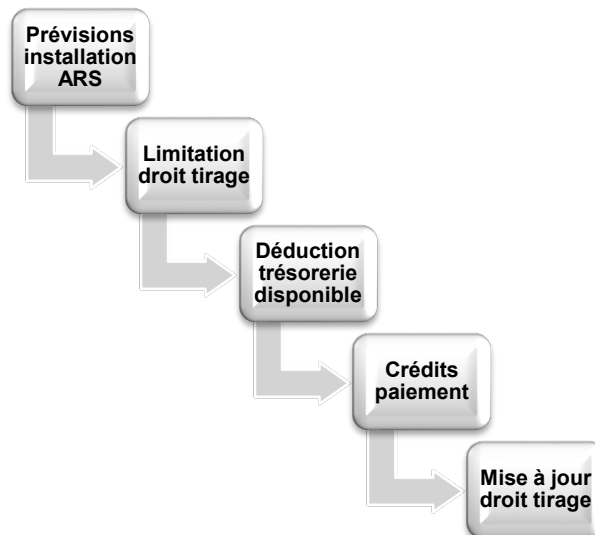 Prévisions
installation
ARS
Limitation
droit tirage
Déduction
trésorerie
disponible
Crédits
paiement
Mise à jour
droit tirage